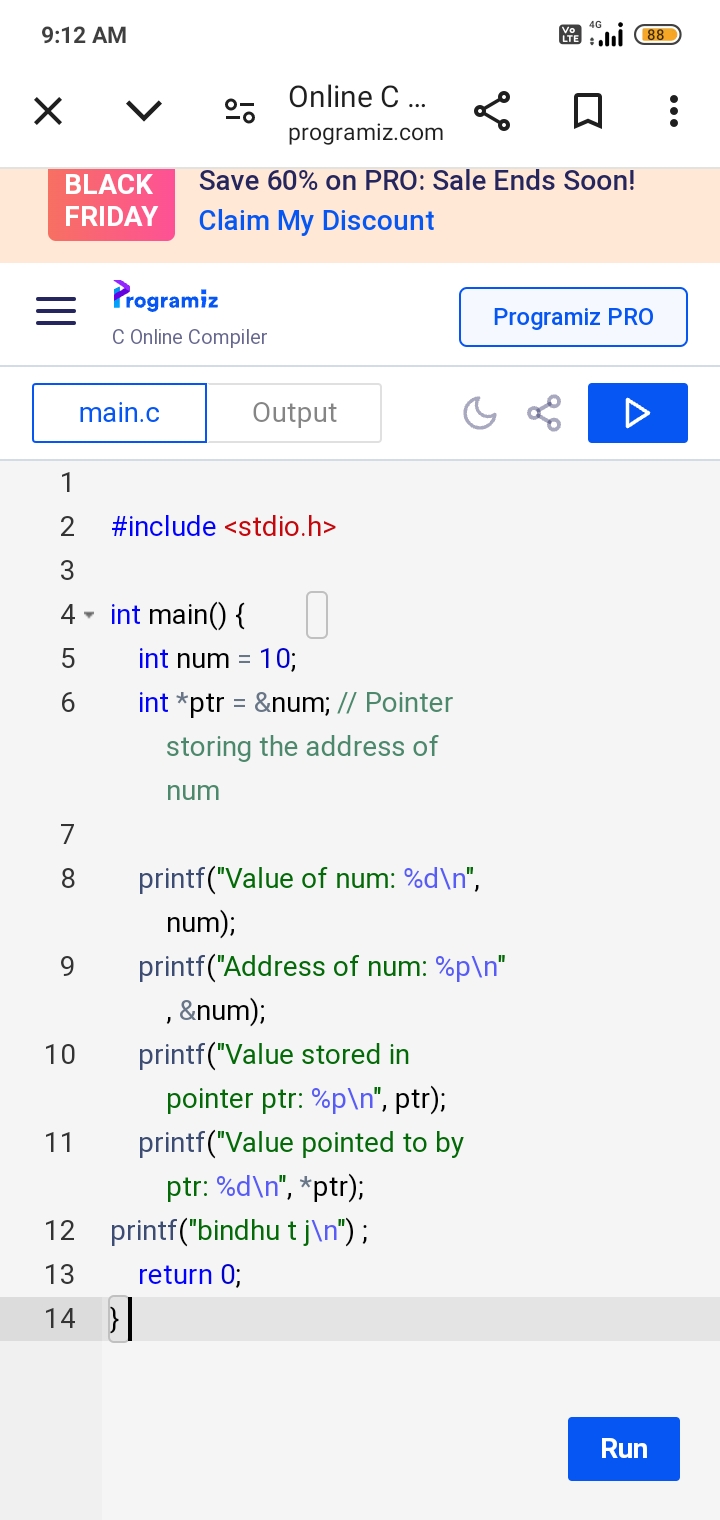 9:12 AM
Vo LTE 4G 88
Online C ...
programiz.com
BLACK FRIDAY
Save 60% on PRO: Sale Ends Soon!
Claim My Discount
Programiz
C Online Compiler
Programiz PRO
main.c
Output
1
2 #include <stdio.h>
3
4 int main() {
5 int num = 10;
6 int *ptr = &num; // Pointer
storing the address of
num
7
8 printf("Value of num: %d\n",
num);
9 printf("Address of num: %p\n"
, &num);
10 printf("Value stored in
pointer ptr: %p\n", ptr);
11 printf("Value pointed to by
ptr: %d\n", *ptr);
12 printf("bindhu t j\n") ;
13 return 0;
14 }
Run